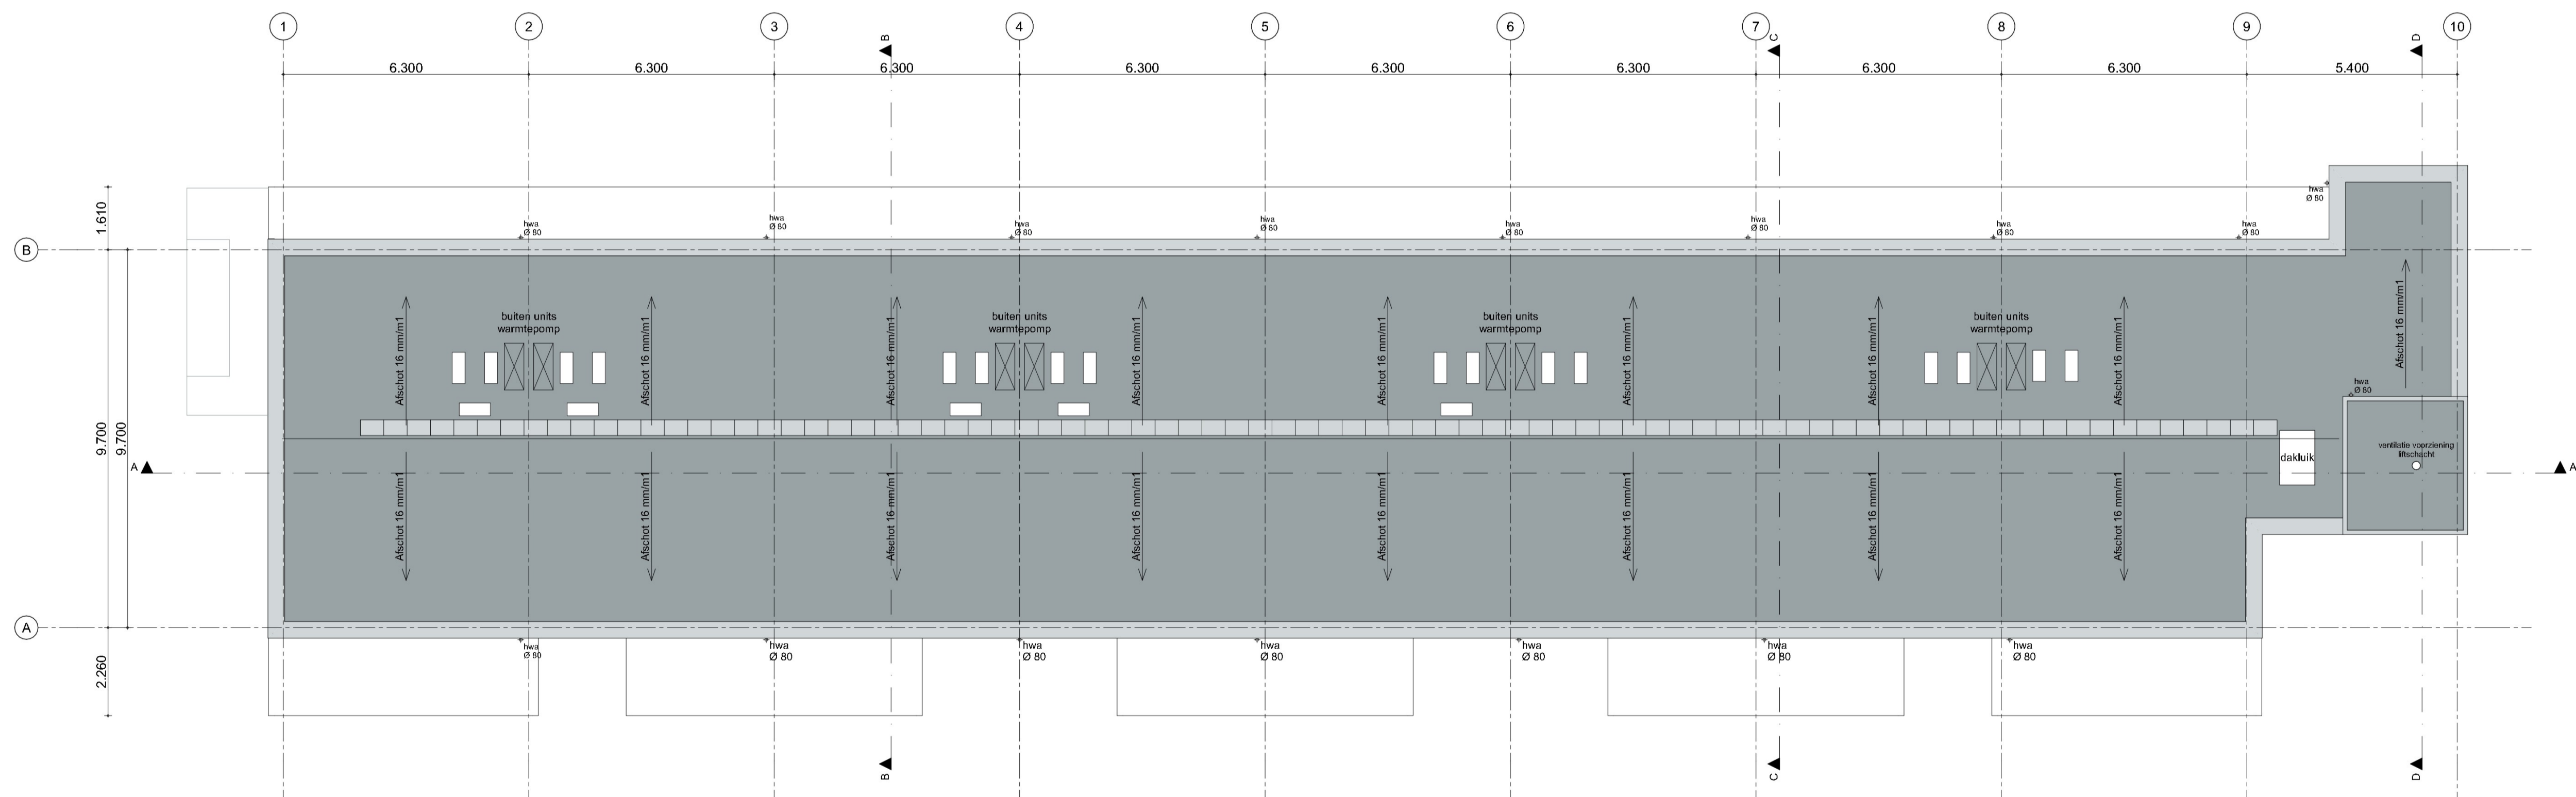 1 2 3 4 5 6 7 8 9 10
B C D
6.300 6.300 6.300 6.300 6.300 6.300 6.300 6.300 5.400
1.610
B
9.700
9.700
A
2.260
hwa
Ø 80
hwa
Ø 80
hwa
Ø 80
hwa
Ø 80
hwa
Ø 80
hwa
Ø 80
hwa
Ø 80
hwa
Ø 80
hwa
Ø 80
buiten units
warmtepomp
buiten units
warmtepomp
buiten units
warmtepomp
buiten units
warmtepomp
Afschot 16 mm/m1
Afschot 16 mm/m1
Afschot 16 mm/m1
Afschot 16 mm/m1
Afschot 16 mm/m1
Afschot 16 mm/m1
Afschot 16 mm/m1
Afschot 16 mm/m1
Afschot 16 mm/m1
hwa
Ø 80
ventilatie voorziening
liftschacht
dakluik
A A
Afschot 16 mm/m1
Afschot 16 mm/m1
Afschot 16 mm/m1
Afschot 16 mm/m1
Afschot 16 mm/m1
Afschot 16 mm/m1
Afschot 16 mm/m1
Afschot 16 mm/m1
hwa
Ø 80
hwa
Ø 80
hwa
Ø 80
hwa
Ø 80
hwa
Ø 80
hwa
Ø 80
hwa
Ø 80
B C D